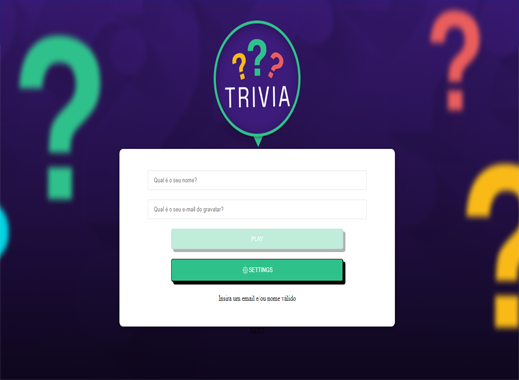 ? ? ?
TRIVIA
Qual é o seu nome?
Qual é o seu e-mail do gravatar?
PLAY
SETTINGS
Insira um email e/ou nome válido